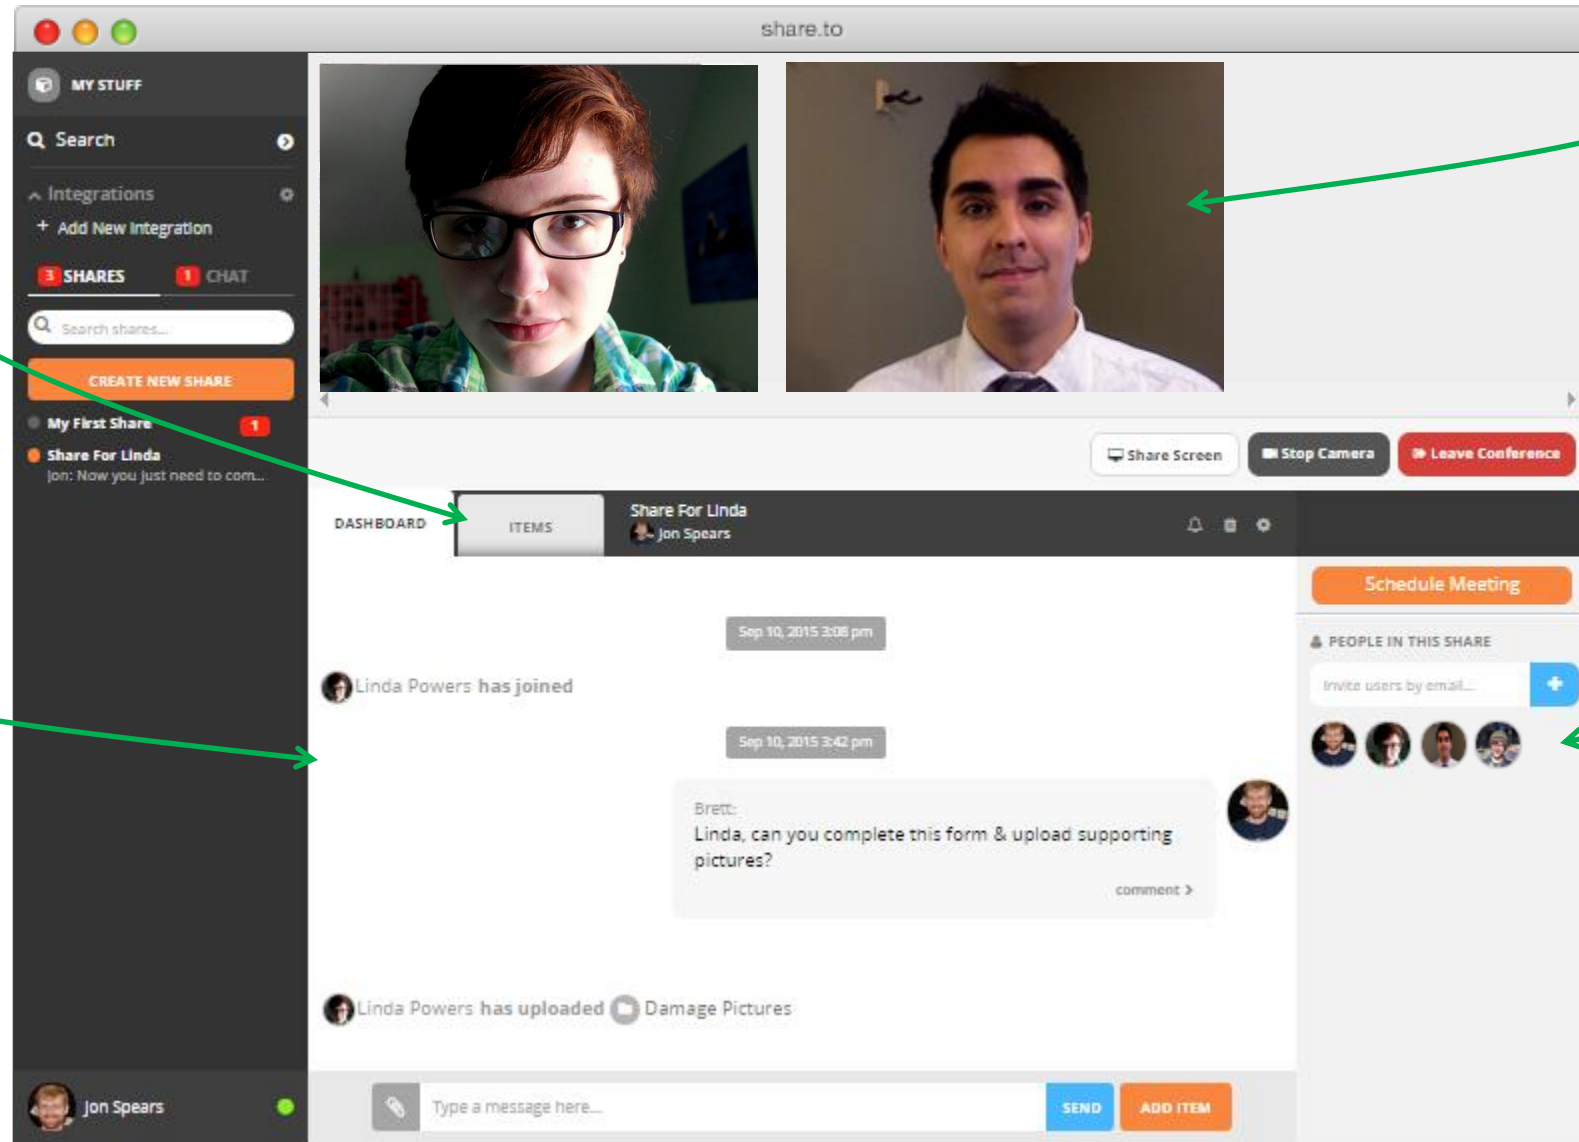 share.to
MY STUFF
Search
Integrations
+ Add New Integration
3 SHARES 1 CHAT
Search shares...
CREATE NEW SHARE
My First Share 1
Share For Linda
Jon: Now you just need to com...
Jon Spears
Share Screen Stop Camera Leave Conference
DASHBOARD ITEMS
Share For Linda
Jon Spears
Sep 10, 2015 3:08 pm
Linda Powers has joined
Sep 10, 2015 3:42 pm
Brett:
Linda, can you complete this form & upload supporting
pictures?
comment >
Linda Powers has uploaded Damage Pictures
Type a message here...
SEND ADD ITEM
Schedule Meeting
PEOPLE IN THIS SHARE
Invite users by email...